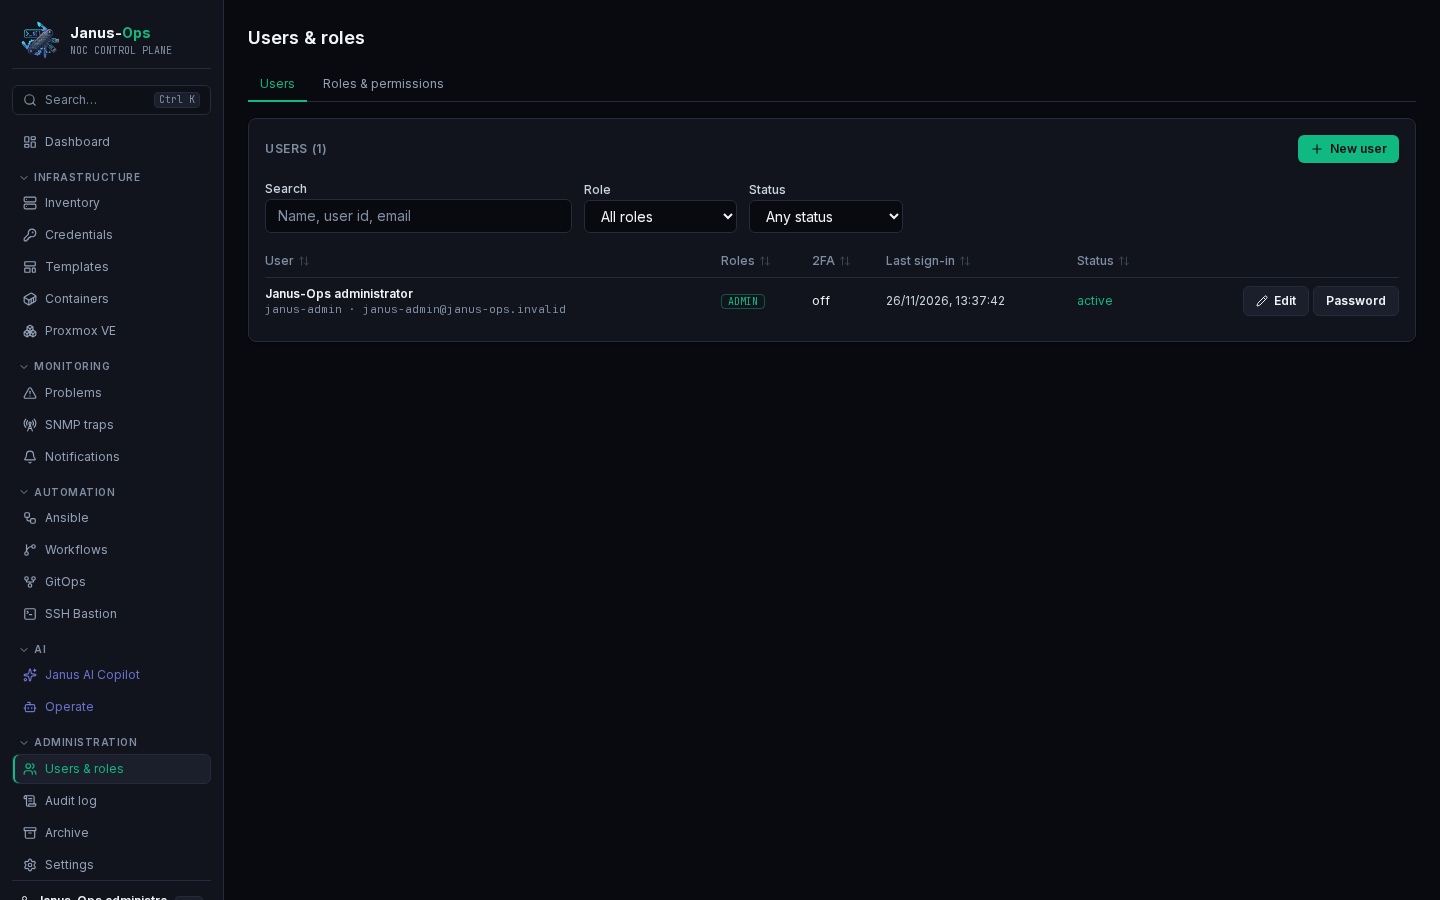 Janus-Ops
NOC CONTROL PLANE
Search…
Ctrl K
Dashboard
INFRASTRUCTURE
Inventory
Credentials
Templates
Containers
Proxmox VE
MONITORING
Problems
SNMP traps
Notifications
AUTOMATION
Ansible
Workflows
GitOps
SSH Bastion
AI
Janus AI Copilot
Operate
ADMINISTRATION
Users & roles
Audit log
Archive
Settings
Janus-Ops administra
Users & roles
Users Roles & permissions
USERS (1)
New user
Search Role Status
Name, user id, email All roles Any status
User Roles 2FA Last sign-in Status
Janus-Ops administrator
janus-admin · janus-admin@janus-ops.invalid
ADMIN off 26/11/2026, 13:37:42 active Edit Password